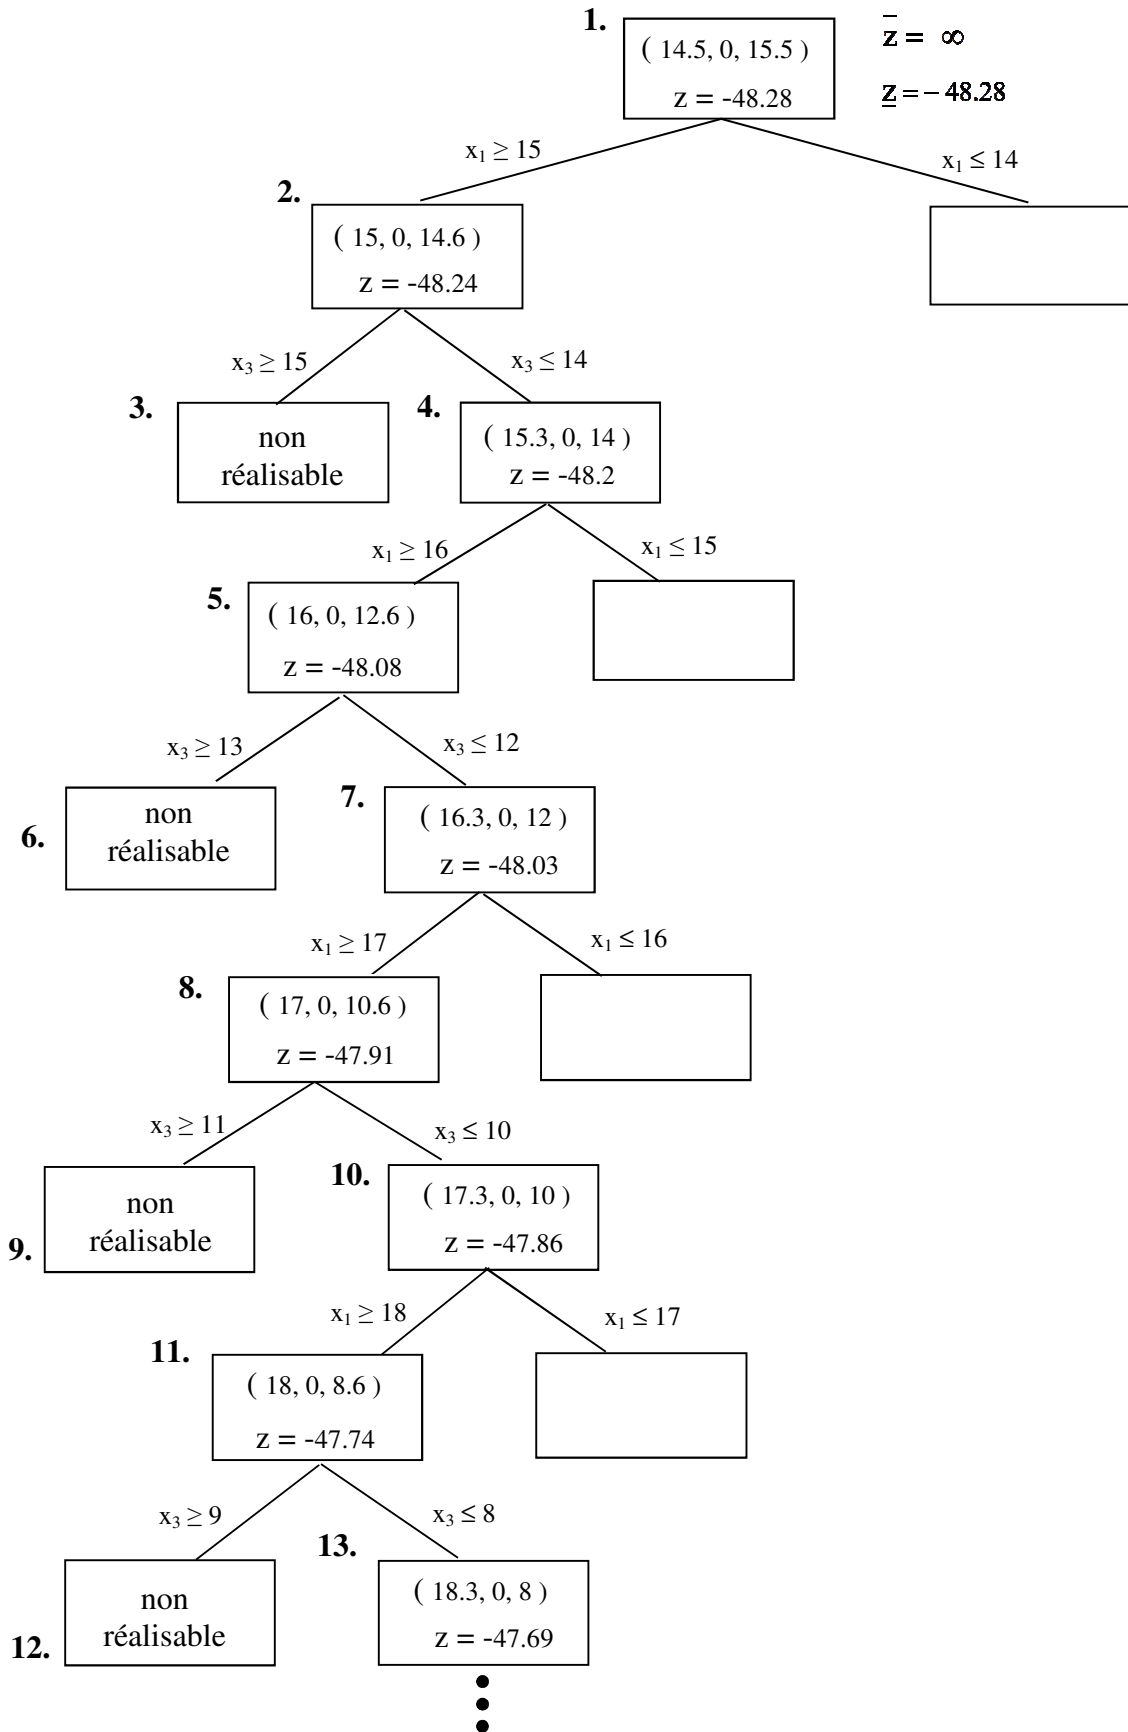 1.
( 14.5, 0, 15.5 )
z = -48.28
z̅ = ∞
z̲ = – 48.28
x₁ ≥ 15
x₁ ≤ 14
2.
( 15, 0, 14.6 )
z = -48.24
x₃ ≥ 15
x₃ ≤ 14
3.
non
réalisable
4.
( 15.3, 0, 14 )
z = -48.2
x₁ ≥ 16
x₁ ≤ 15
5.
( 16, 0, 12.6 )
z = -48.08
x₃ ≥ 13
x₃ ≤ 12
6.
non
réalisable
7.
( 16.3, 0, 12 )
z = -48.03
x₁ ≥ 17
x₁ ≤ 16
8.
( 17, 0, 10.6 )
z = -47.91
x₃ ≥ 11
x₃ ≤ 10
9.
non
réalisable
10.
( 17.3, 0, 10 )
z = -47.86
x₁ ≥ 18
x₁ ≤ 17
11.
( 18, 0, 8.6 )
z = -47.74
x₃ ≥ 9
x₃ ≤ 8
12.
non
réalisable
13.
( 18.3, 0, 8 )
z = -47.69